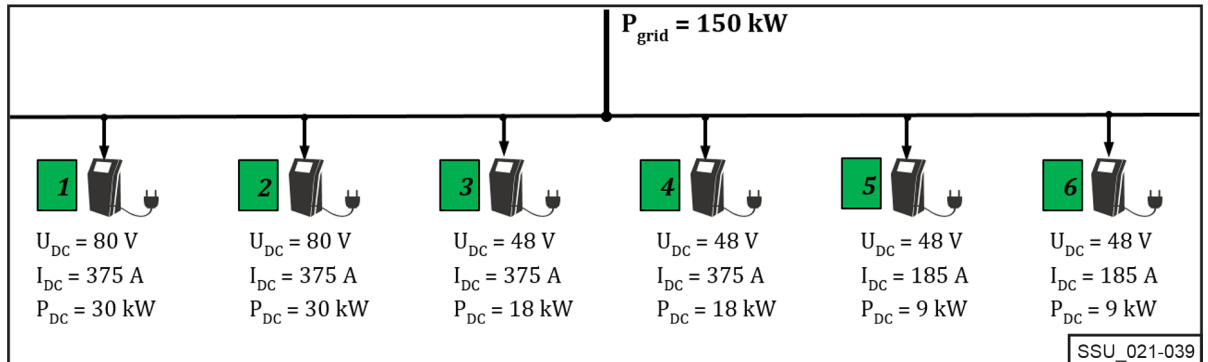 P_grid = 150 kW
1
2
3
4
5
6
U_DC = 80 V
I_DC = 375 A
P_DC = 30 kW
U_DC = 80 V
I_DC = 375 A
P_DC = 30 kW
U_DC = 48 V
I_DC = 375 A
P_DC = 18 kW
U_DC = 48 V
I_DC = 375 A
P_DC = 18 kW
U_DC = 48 V
I_DC = 185 A
P_DC = 9 kW
U_DC = 48 V
I_DC = 185 A
P_DC = 9 kW
SSU_021-039